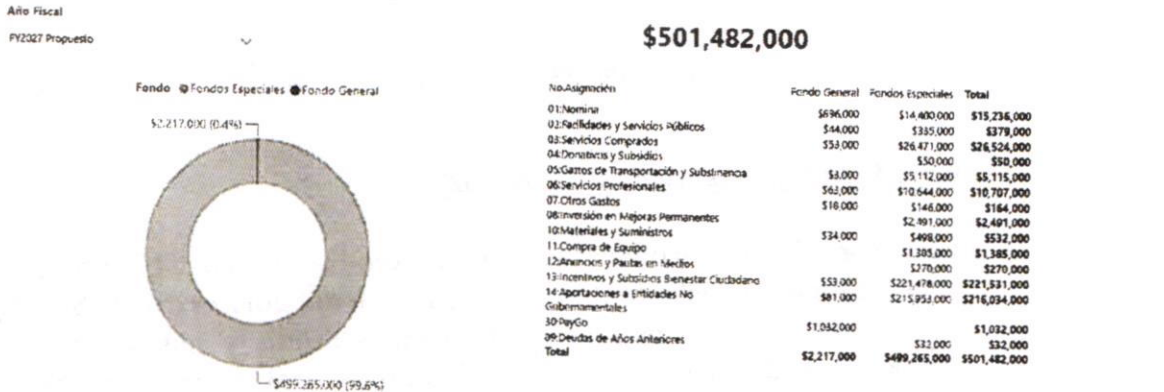 Año Fiscal
FY2027 Propuesto
$501,482,000
Fondo Fondos Especiales Fondo General
$2.217.000 (0.4%)
$499.265.000 (99.6%)
No.Asignación Fondo General Fondos Especiales Total
01:Nomina $836,000 $14,400,000 $15,236,000
02:Facilidades y Servicios Públicos $44,000 $335,000 $379,000
03:Servicios Comprados $53,000 $26,471,000 $26,524,000
04:Donativos y Subsidios $50,000 $50,000
05:Gastos de Transportación y Subsistencia $3,000 $5,112,000 $5,115,000
06:Servicios Profesionales $63,000 $10,644,000 $10,707,000
07:Otros Gastos $18,000 $146,000 $164,000
08:Inversión en Mejoras Permanentes $2,491,000 $2,491,000
10:Materiales y Suministros $34,000 $498,000 $532,000
11:Compra de Equipo $1,385,000 $1,385,000
12:Anuncios y Pautas en Medios $270,000 $270,000
13:Incentivos y Subsidios Bienestar Ciudadano $53,000 $221,478,000 $221,531,000
14:Aportaciones a Entidades No Gubernamentales $81,000 $215,953,000 $216,034,000
30:PayGo $1,032,000 $1,032,000
09:Deudas de Años Anteriores $32,000 $32,000
Total $2,217,000 $499,265,000 $501,482,000